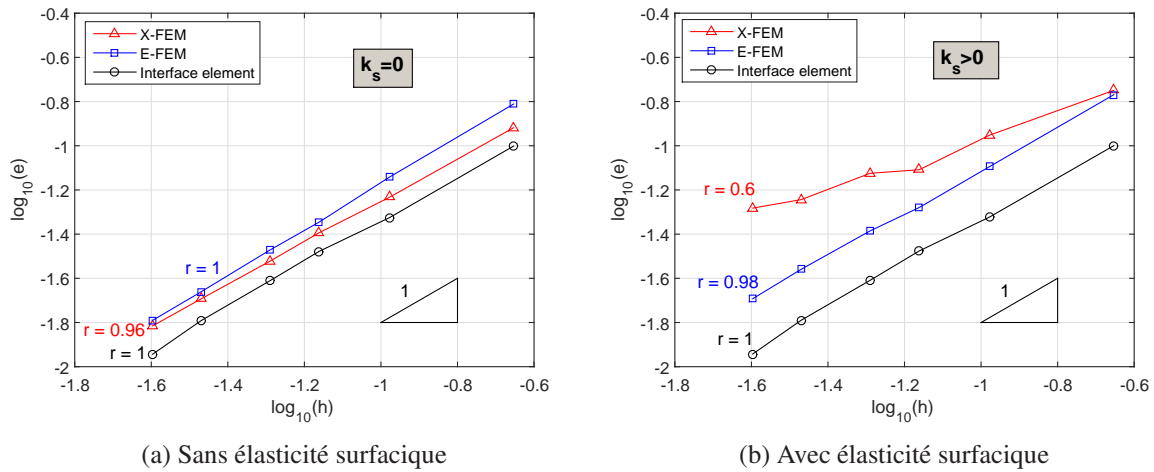 -0.4
-0.6
-0.8
-1
-1.2
-1.4
-1.6
-1.8
-2
log10(e)
X-FEM
E-FEM
Interface element
k_s=0
r = 1
r = 0.96
r = 1
1
-1.8 -1.6 -1.4 -1.2 -1 -0.8 -0.6
log10(h)
(a) Sans élasticité surfacique
-0.4
-0.6
-0.8
-1
-1.2
-1.4
-1.6
-1.8
-2
log10(e)
X-FEM
E-FEM
Interface element
k_s>0
r = 0.6
r = 0.98
r = 1
1
-1.8 -1.6 -1.4 -1.2 -1 -0.8 -0.6
log10(h)
(b) Avec élasticité surfacique